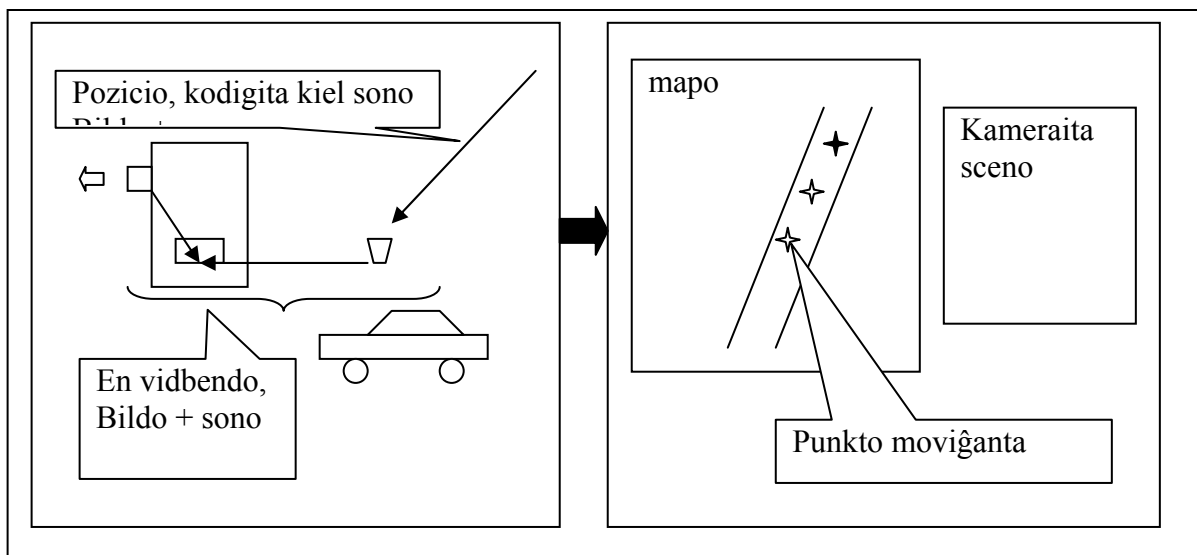 Pozicio, kodigita kiel sono
En vidbendo,
Bildo + sono
mapo
Kameraita
sceno
Punkto moviĝanta